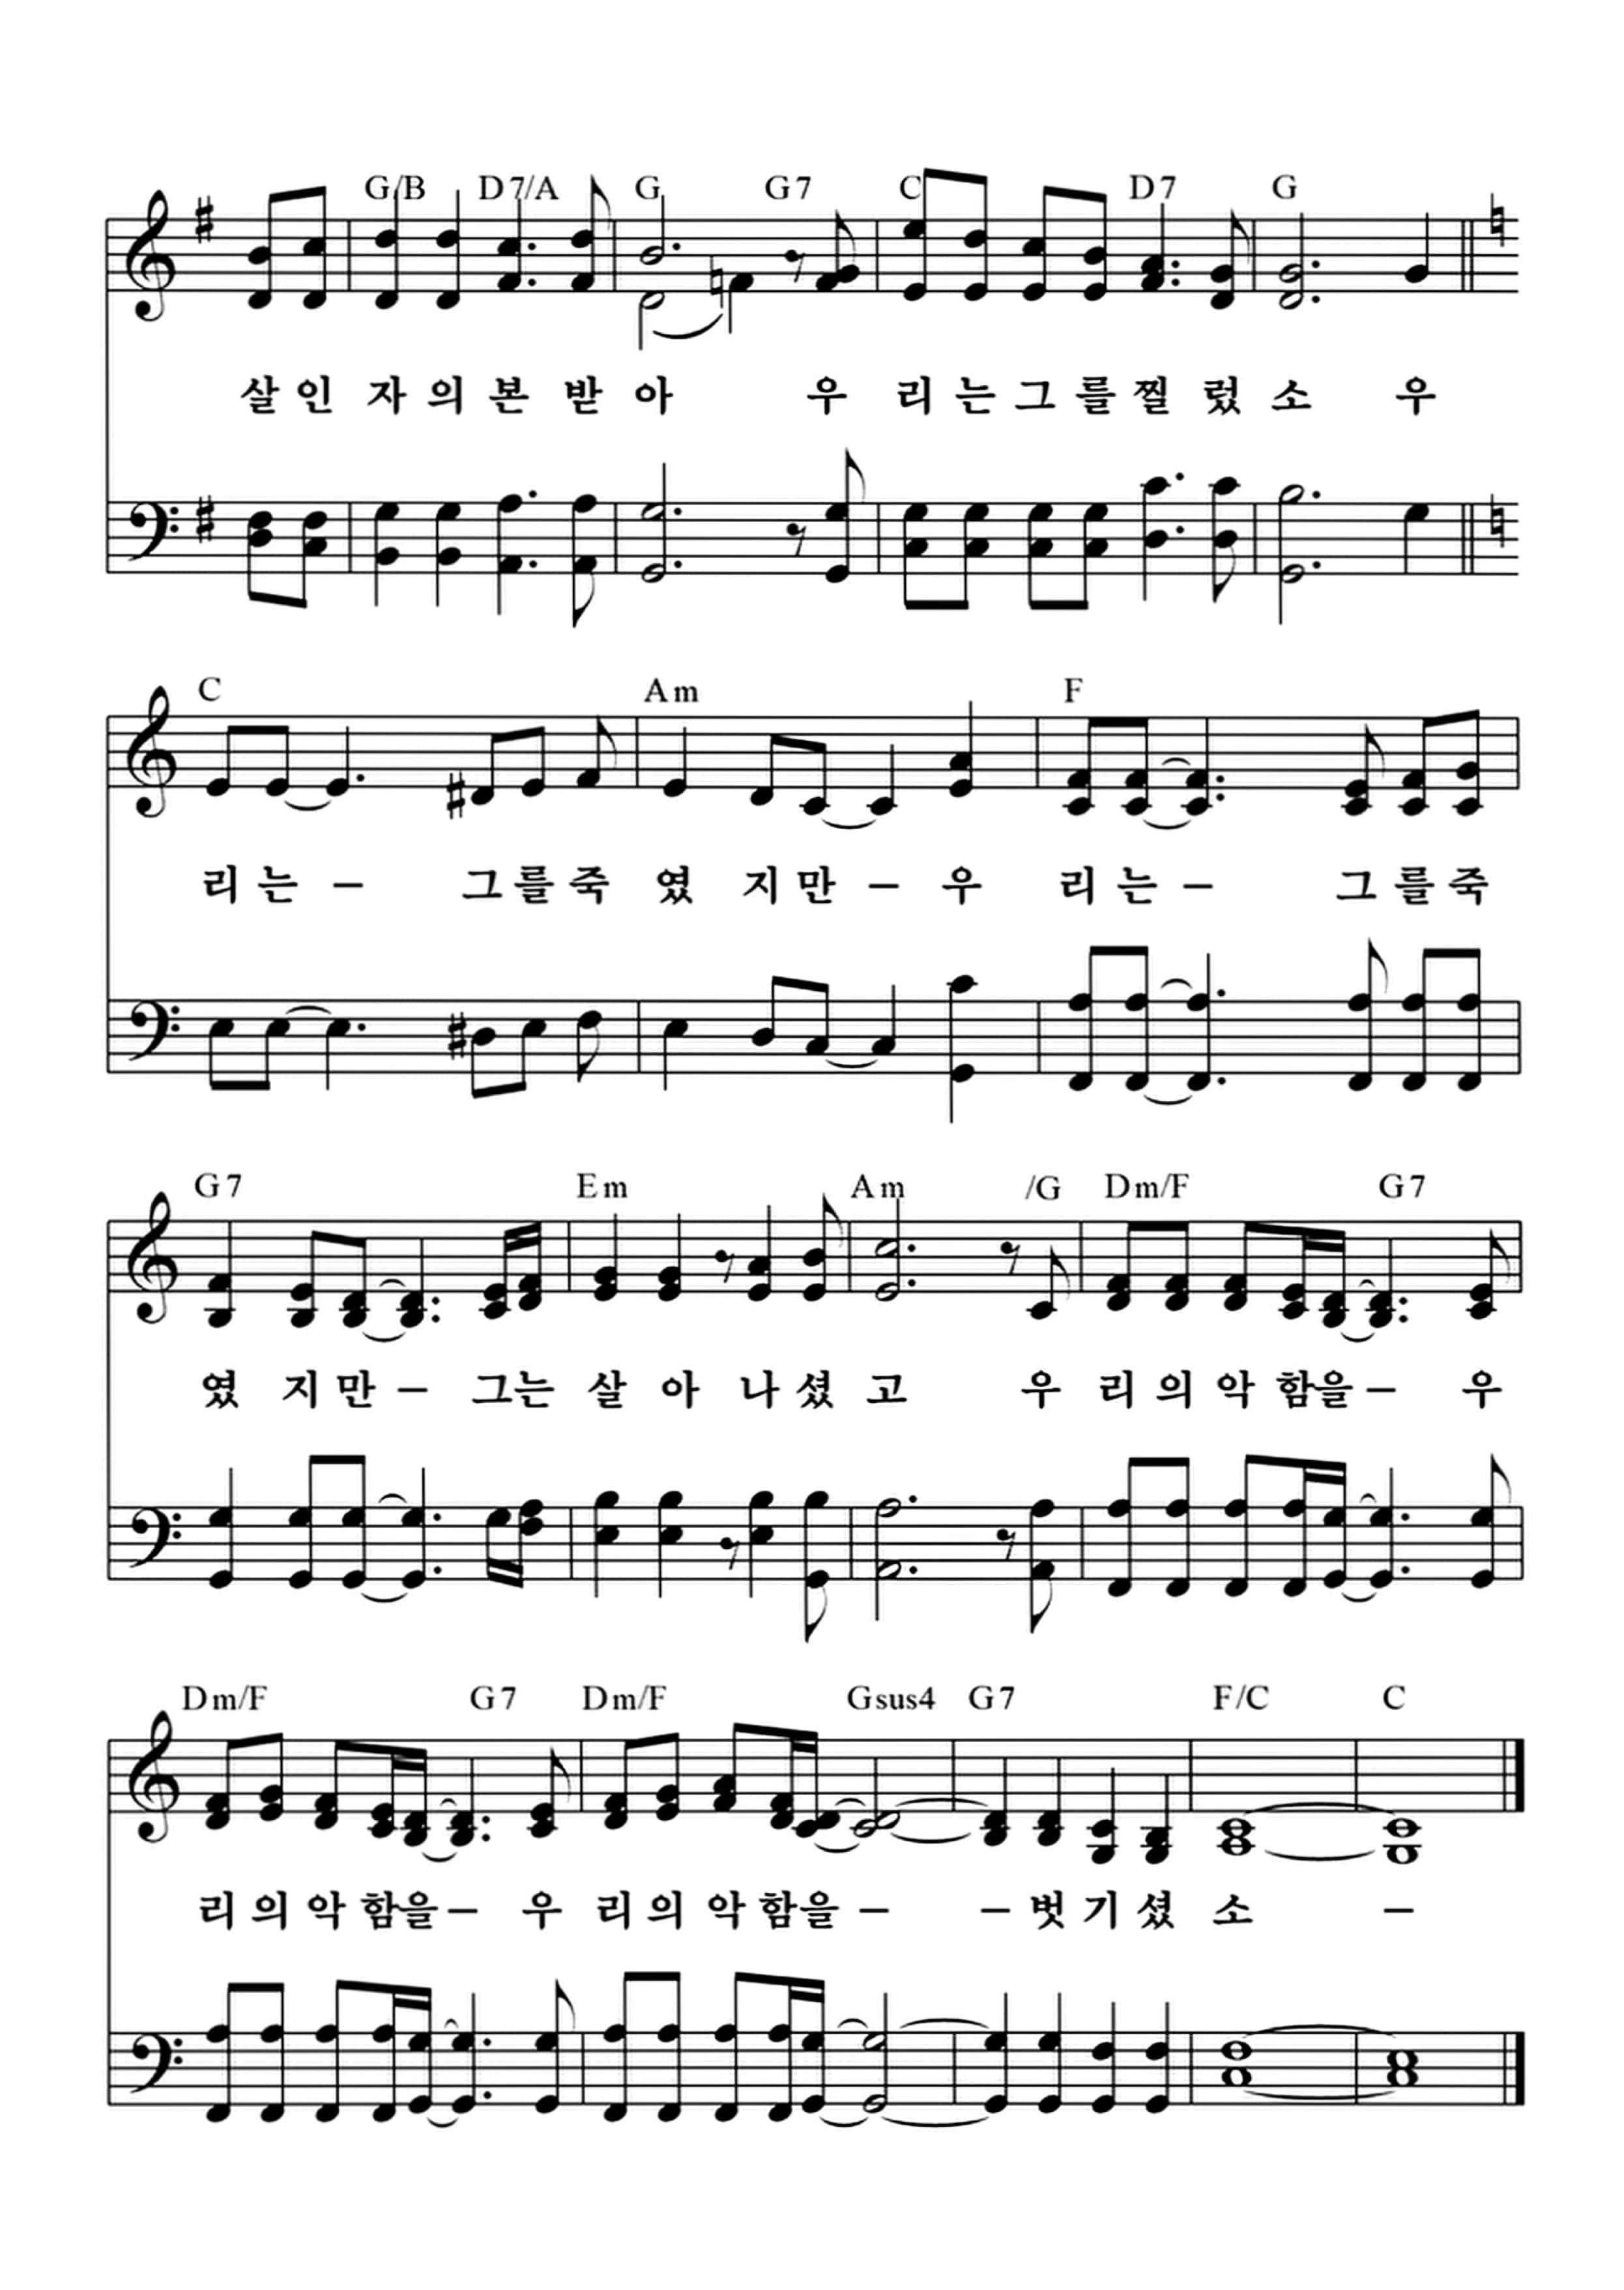 G/B D7/A G G7 C D7 G
살인 자의본 받 아 우 리는그를찔 렀 소 우
C Am F
리 는 – 그를죽 였 지만 – 우 리 는 – 그 를죽
G7 Em Am /G Dm/F G7
였 지만 – 그는 살 아 나 셨 고 우 리 의 악 함을 – 우
Dm/F G7 Dm/F Gsus4 G7 F/C C
리 의 악 함을 – 우 리 의 악 함을 – – 벗 기 셨 소 –